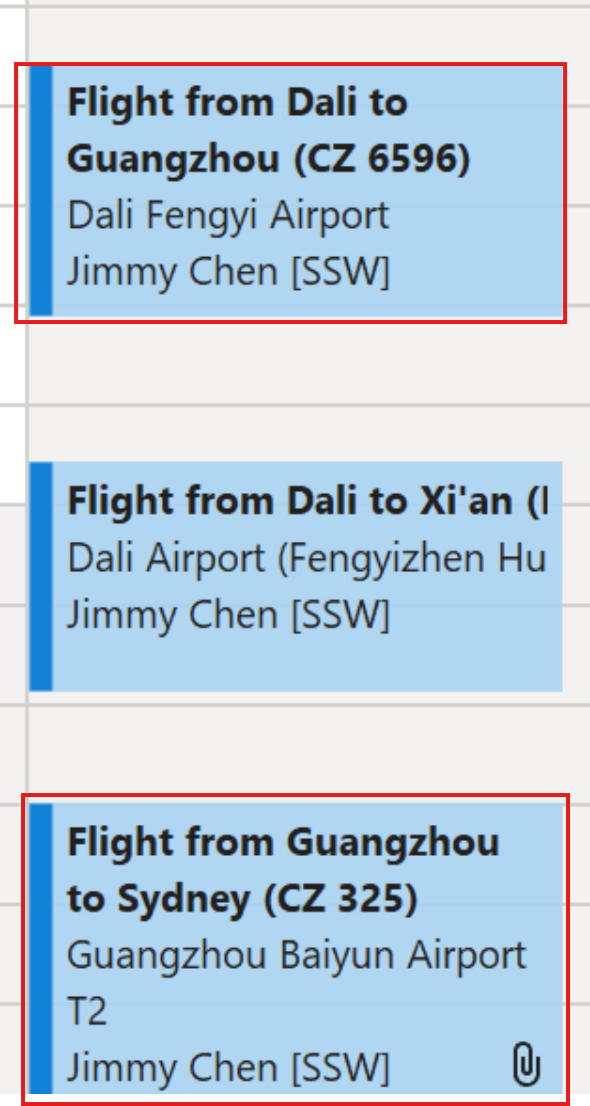 Flight from Dali to
Guangzhou (CZ 6596)
Dali Fengyi Airport
Jimmy Chen [SSW]
Flight from Dali to Xi'an (
Dali Airport (Fengyizhen Hu
Jimmy Chen [SSW]
Flight from Guangzhou
to Sydney (CZ 325)
Guangzhou Baiyun Airport
T2
Jimmy Chen [SSW]